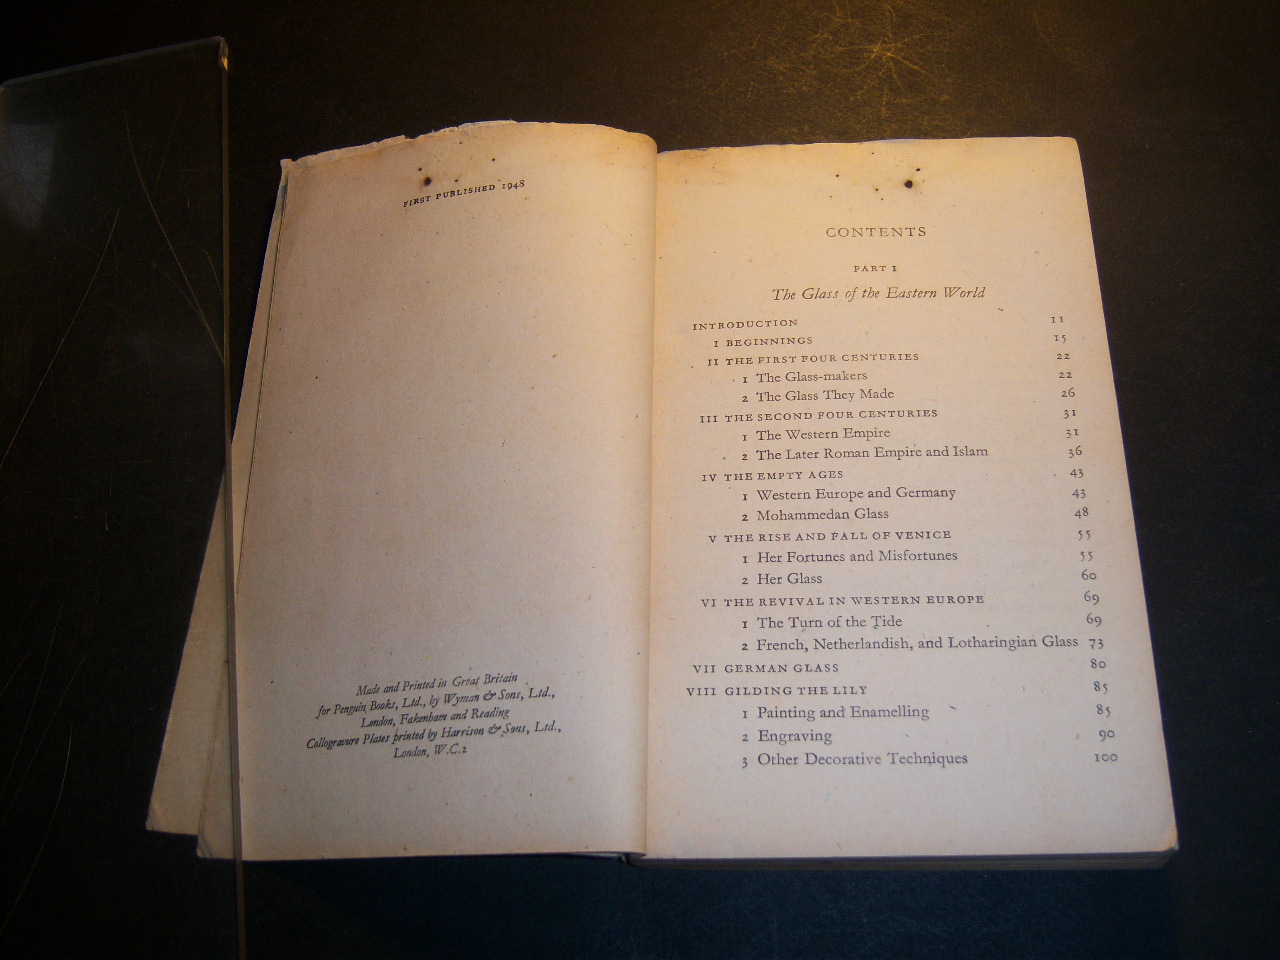 FIRST PUBLISHED 1948
Made and Printed in Great Britain
for Penguin Books, Ltd., by Wyman & Sons, Ltd.,
London, Fakenham and Reading
Collogravure Plates printed by Harrison & Sons, Ltd.,
London, W.C.2
CONTENTS
PART I
The Glass of the Eastern World
INTRODUCTION 11
I BEGINNINGS 15
II THE FIRST FOUR CENTURIES 22
1 The Glass-makers 22
2 The Glass They Made 26
III THE SECOND FOUR CENTURIES 31
1 The Western Empire 31
2 The Later Roman Empire and Islam 36
IV THE EMPTY AGES 43
1 Western Europe and Germany 43
2 Mohammedan Glass 48
V THE RISE AND FALL OF VENICE 55
1 Her Fortunes and Misfortunes 55
2 Her Glass 60
VI THE REVIVAL IN WESTERN EUROPE 69
1 The Turn of the Tide 69
2 French, Netherlandish, and Lotharingian Glass 73
VII GERMAN GLASS 80
VIII GILDING THE LILY 85
1 Painting and Enamelling 85
2 Engraving 90
3 Other Decorative Techniques 100